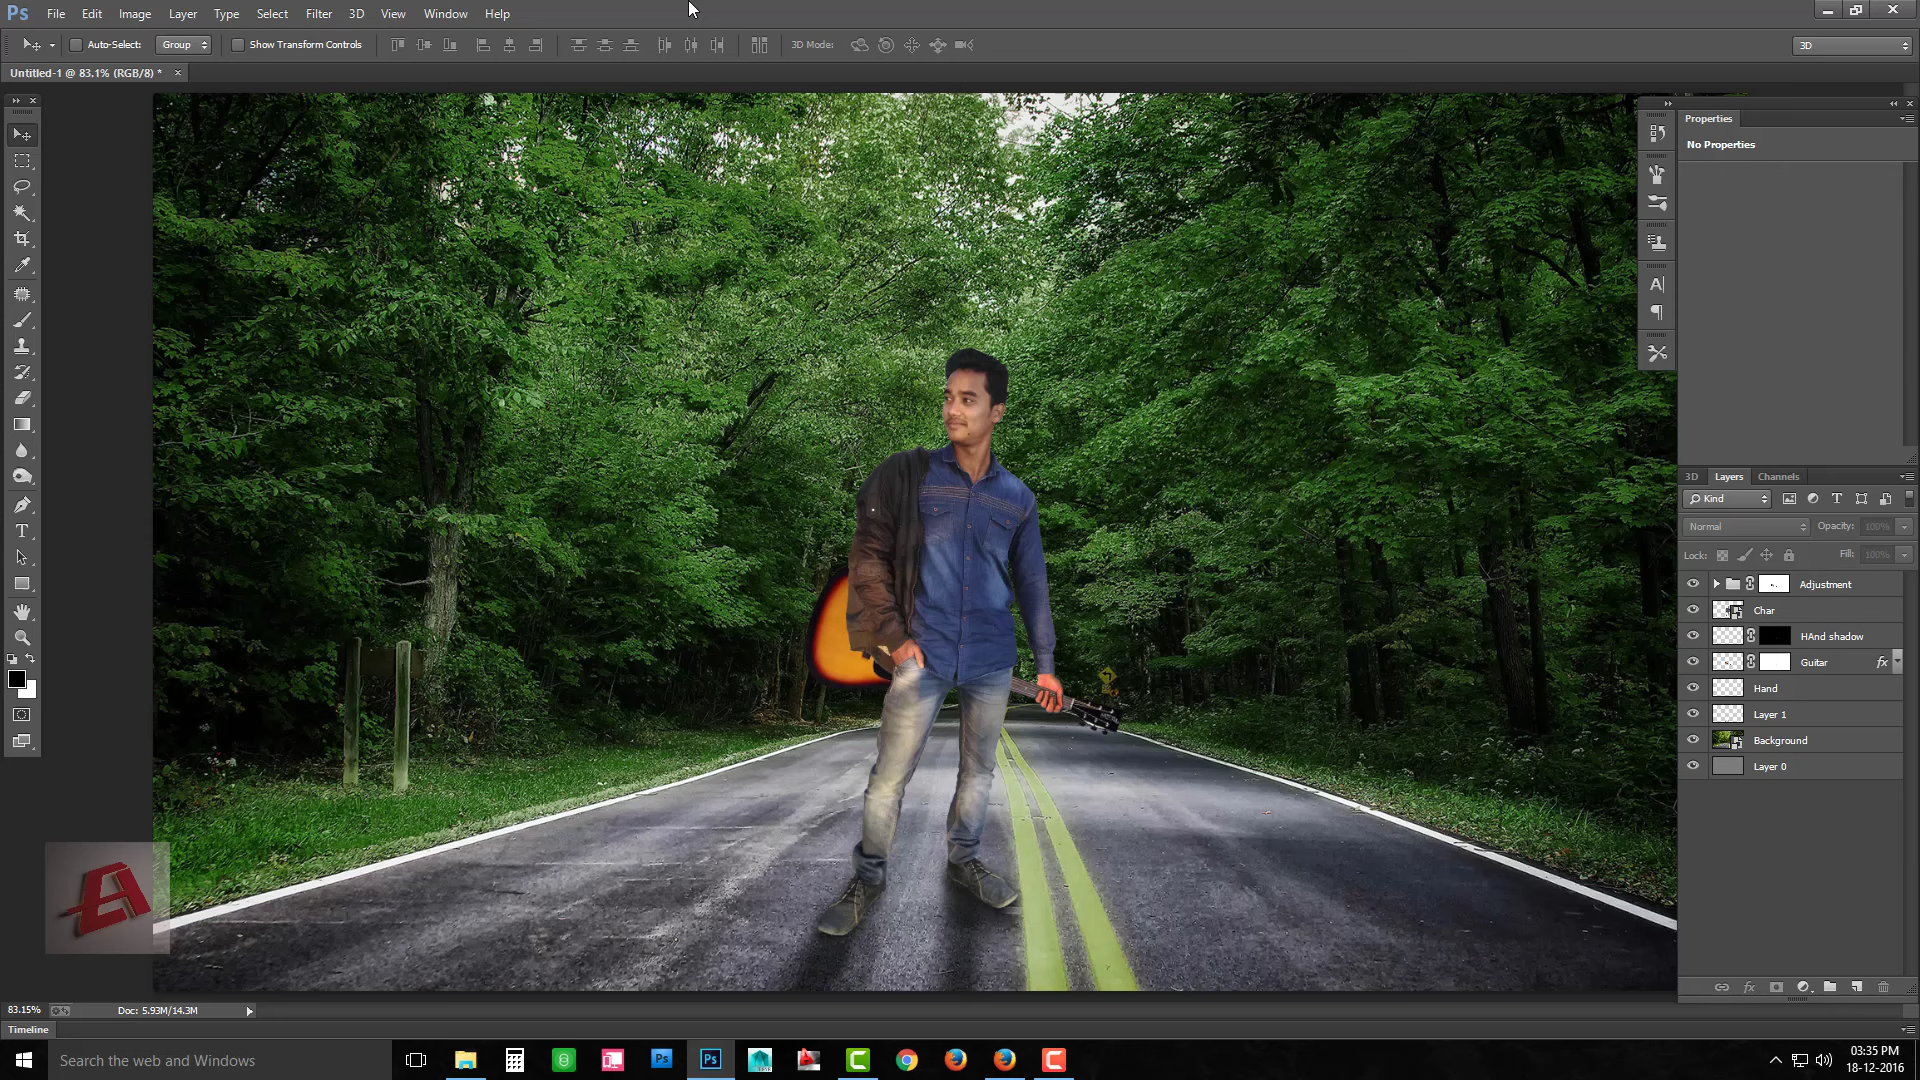 Ps File Edit Image Layer Type Select Filter 3D View Window Help
Auto-Select: Group Show Transform Controls 3D Mode: 3D
Untitled-1 @ 83.1% (RGB/8) *
Properties
No Properties
3D Layers Channels
Kind
Normal Opacity: 100%
Lock: Fill: 100%
Adjustment
Char
HAnd shadow
Guitar fx
Hand
Layer 1
Background
Layer 0
A
83.15% Doc: 5.93M/14.3M
Timeline
Search the web and Windows
Ps Ps
03:35 PM
18-12-2016